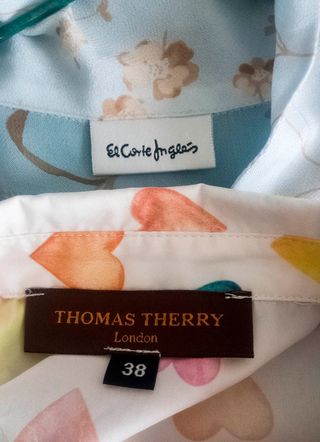 El Corte Inglés
THOMAS THERRY
London
38